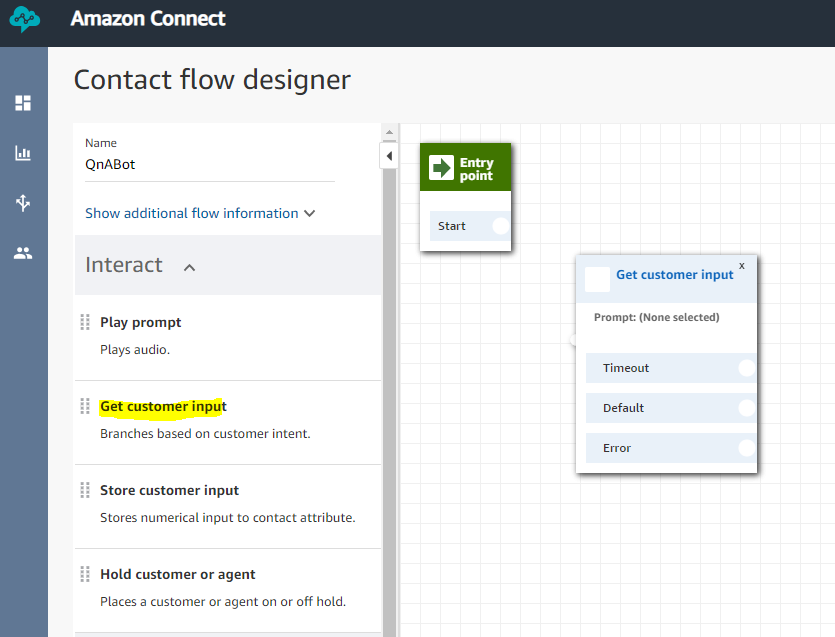 Amazon Connect
Contact flow designer
Name
QnABot
Show additional flow information
Interact
Play prompt
Plays audio.
Get customer input
Branches based on customer intent.
Store customer input
Stores numerical input to contact attribute.
Hold customer or agent
Places a customer or agent on or off hold.
Entry
point
Start
x
Get customer input
Prompt: (None selected)
Timeout
Default
Error